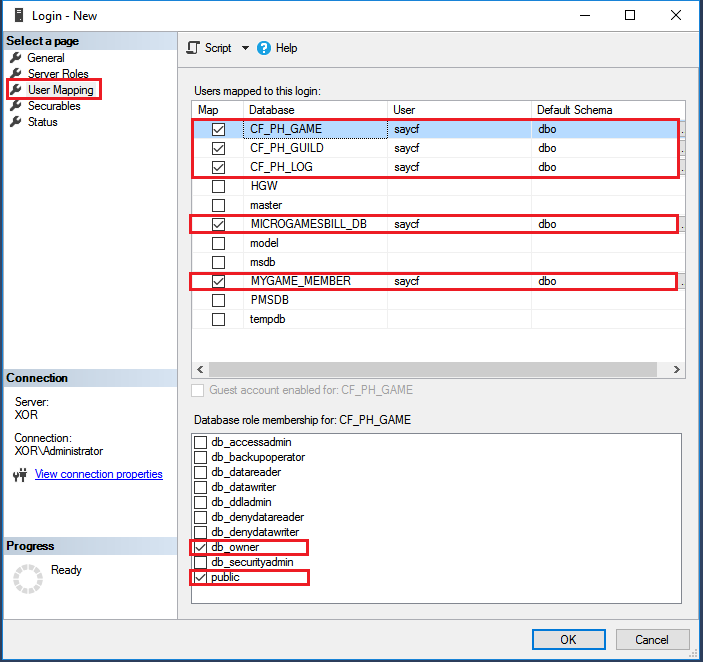 Login - New
Select a page
General
Server Roles
User Mapping
Securables
Status
Script Help
Users mapped to this login:
Map Database User Default Schema
CF_PH_GAME saycf dbo
CF_PH_GUILD saycf dbo
CF_PH_LOG saycf dbo
HGW
master
MICROGAMESBILL_DB saycf dbo
model
msdb
MYGAME_MEMBER saycf dbo
PMSDB
tempdb
Guest account enabled for: CF_PH_GAME
Database role membership for: CF_PH_GAME
db_accessadmin
db_backupoperator
db_datareader
db_datawriter
db_ddladmin
db_denydatareader
db_denydatawriter
db_owner
db_securityadmin
public
Connection
Server:
XOR
Connection:
XOR\Administrator
View connection properties
Progress
Ready
OK Cancel